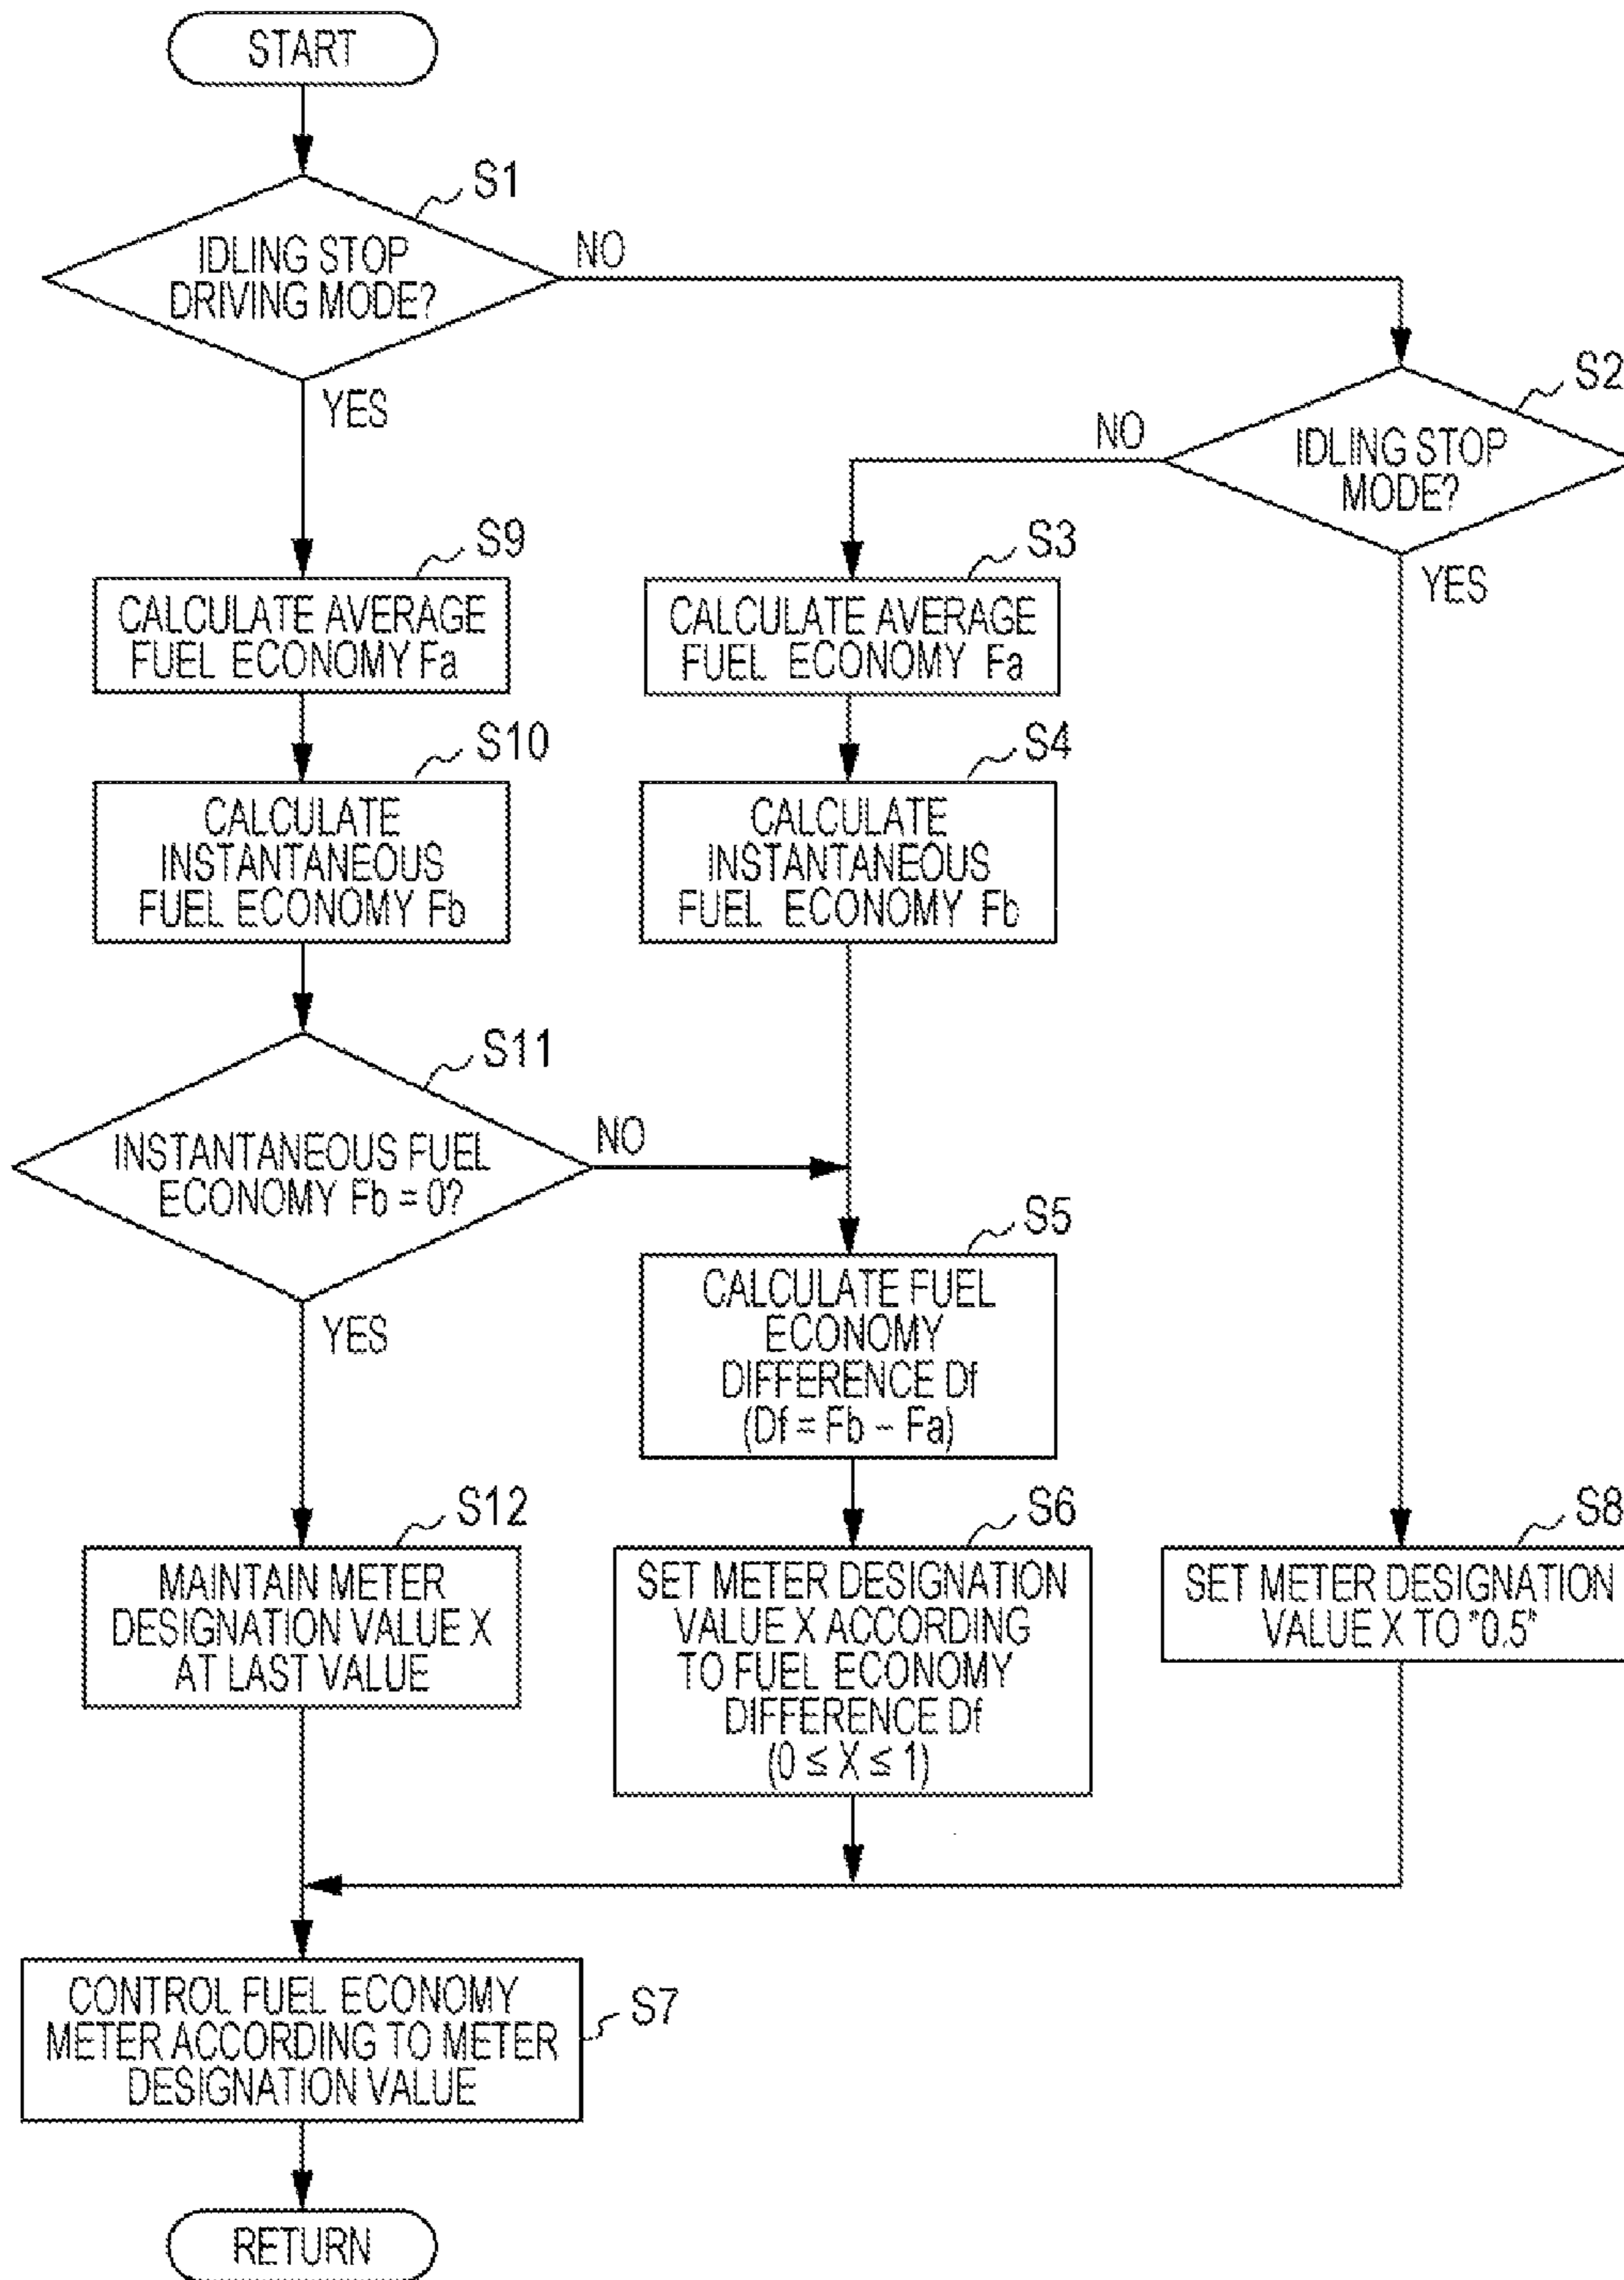 START
S1
IDLING STOP
DRIVING MODE?
NO
YES
S2
IDLING STOP
MODE?
NO
YES
S9
CALCULATE AVERAGE
FUEL ECONOMY Fa
S3
CALCULATE AVERAGE
FUEL ECONOMY Fa
S10
CALCULATE
INSTANTANEOUS
FUEL ECONOMY Fb
S4
CALCULATE
INSTANTANEOUS
FUEL ECONOMY Fb
S11
INSTANTANEOUS FUEL
ECONOMY Fb = 0?
NO
YES
S5
CALCULATE FUEL
ECONOMY
DIFFERENCE Df
(Df = Fb – Fa)
S12
MAINTAIN METER
DESIGNATION VALUE X
AT LAST VALUE
S6
SET METER DESIGNATION
VALUE X ACCORDING
TO FUEL ECONOMY
DIFFERENCE Df
(0 ≤ X ≤ 1)
S8
SET METER DESIGNATION
VALUE X TO "0.5"
CONTROL FUEL ECONOMY
METER ACCORDING TO METER
DESIGNATION VALUE
S7
RETURN